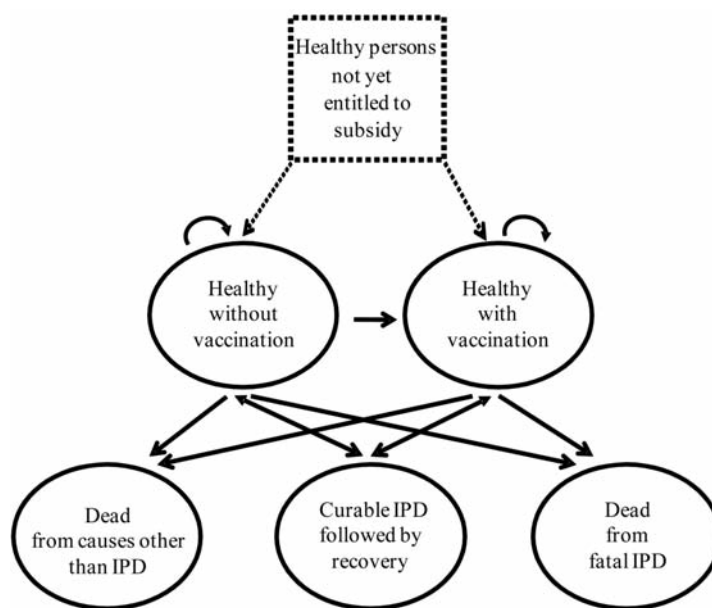 Healthy persons
not yet
entitled to
subsidy
Healthy
without
vaccination
Healthy
with
vaccination
Dead
from causes other
than IPD
Curable IPD
followed by
recovery
Dead
from
fatal IPD